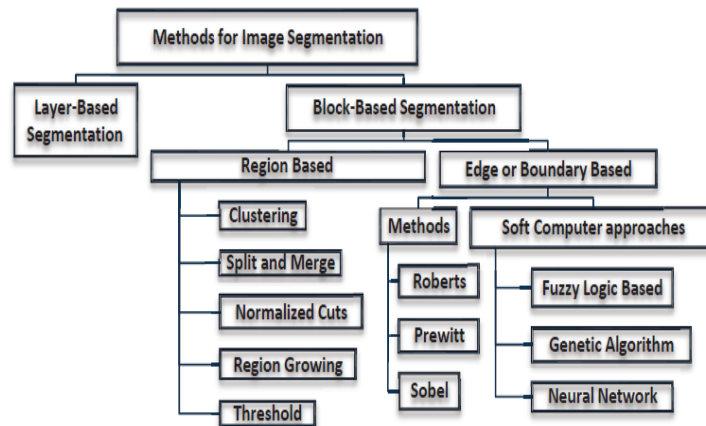 Methods for Image Segmentation
Layer-Based
Segmentation
Block-Based Segmentation
Region Based
Edge or Boundary Based
Clustering
Split and Merge
Normalized Cuts
Region Growing
Threshold
Methods
Roberts
Prewitt
Sobel
Soft Computer approaches
Fuzzy Logic Based
Genetic Algorithm
Neural Network